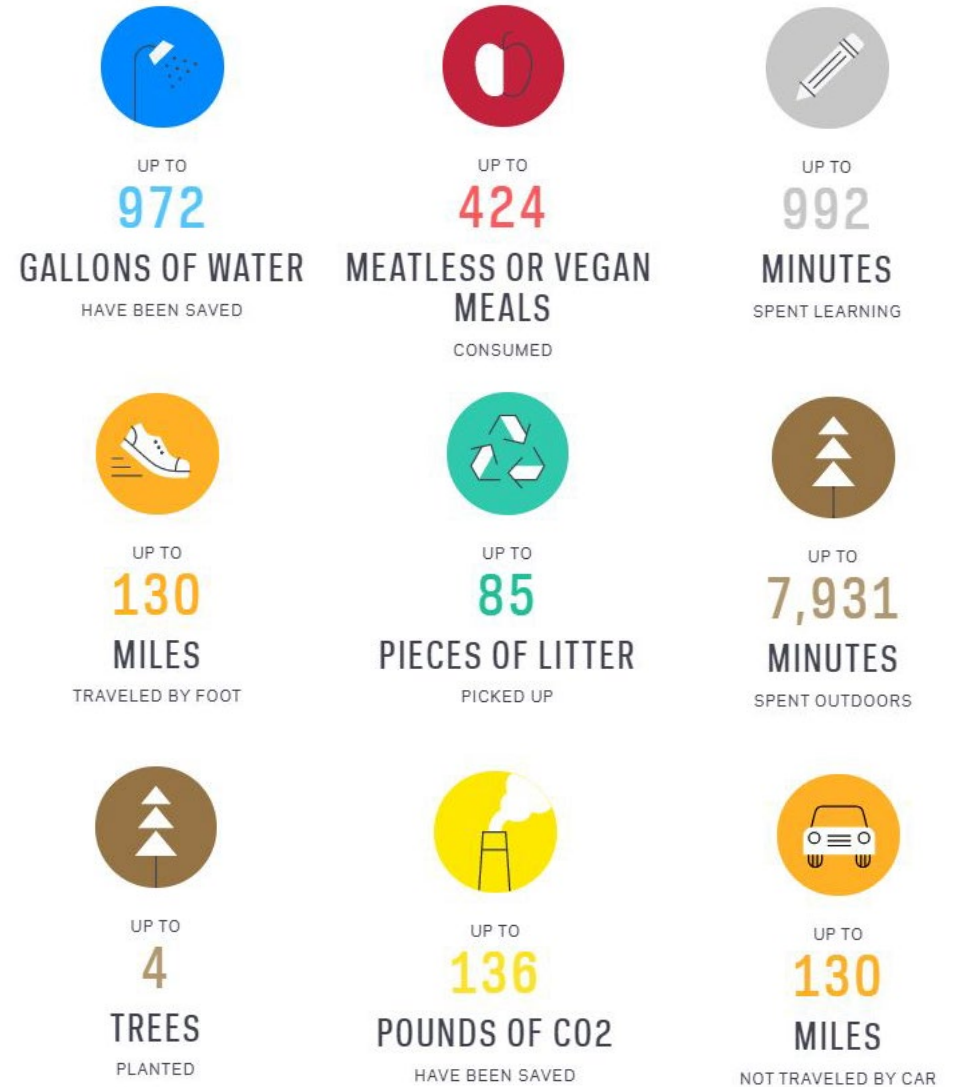 UP TO
972
GALLONS OF WATER
HAVE BEEN SAVED
UP TO
424
MEATLESS OR VEGAN
MEALS
CONSUMED
UP TO
992
MINUTES
SPENT LEARNING
UP TO
130
MILES
TRAVELED BY FOOT
UP TO
85
PIECES OF LITTER
PICKED UP
UP TO
7,931
MINUTES
SPENT OUTDOORS
UP TO
4
TREES
PLANTED
UP TO
136
POUNDS OF CO2
HAVE BEEN SAVED
UP TO
130
MILES
NOT TRAVELED BY CAR